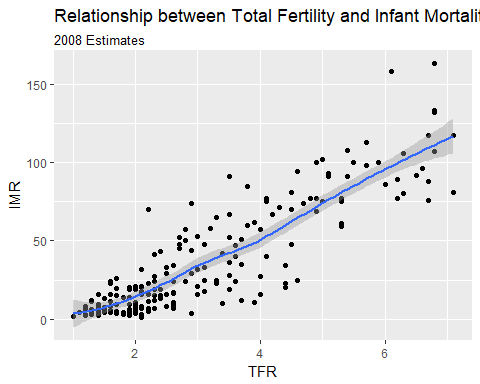 Relationship between Total Fertility and Infant Mortalit
2008 Estimates
150
100
50
0
IMR
2
4
6
TFR